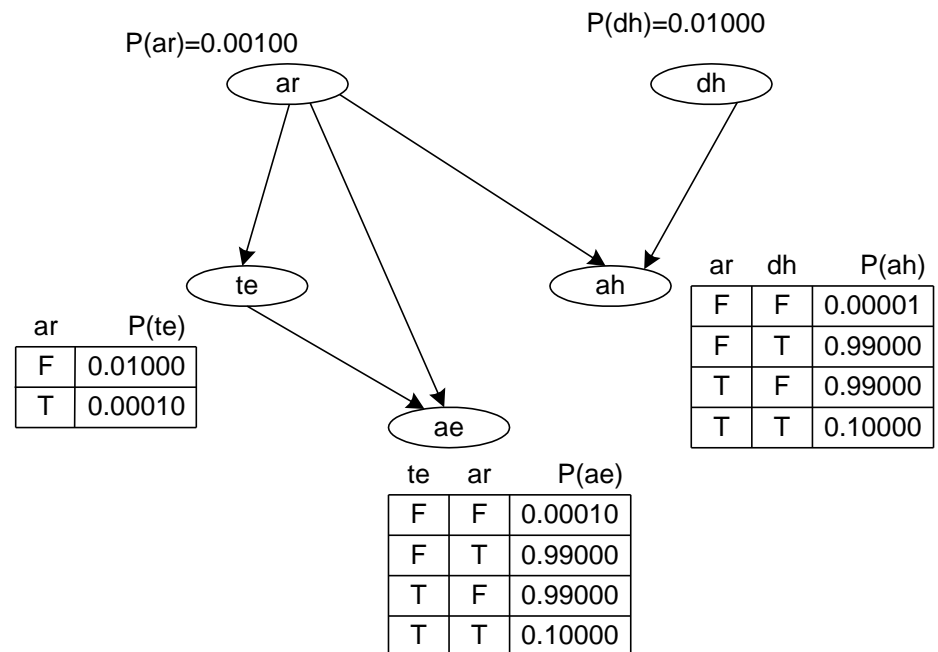 P(ar)=0.00100
P(dh)=0.01000
ar
dh
te
ah
ar P(te)
F 0.01000
T 0.00010
ar dh P(ah)
F F 0.00001
F T 0.99000
T F 0.99000
T T 0.10000
ae
te ar P(ae)
F F 0.00010
F T 0.99000
T F 0.99000
T T 0.10000